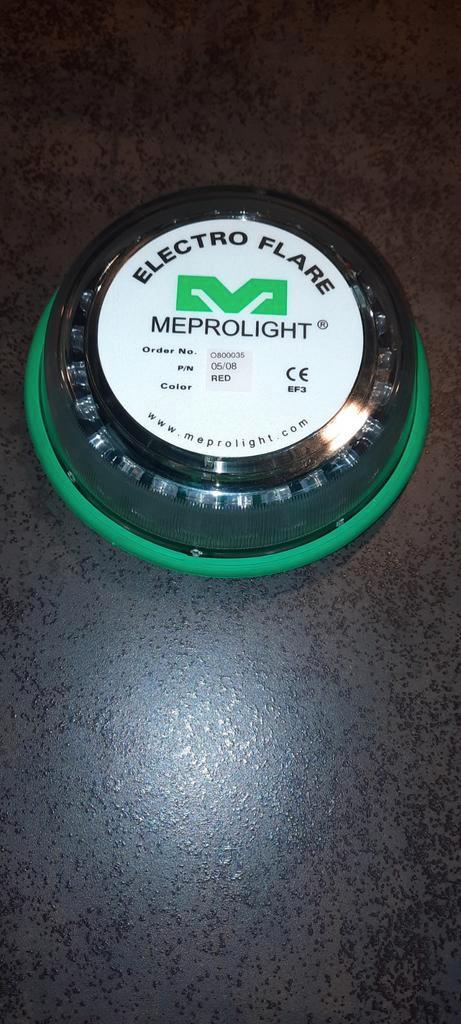 ELECTRO FLARE
MEPROLIGHT ®
Order No. O800035
P/N 05/08
Color RED
CE
EF3
www.meprolight.com